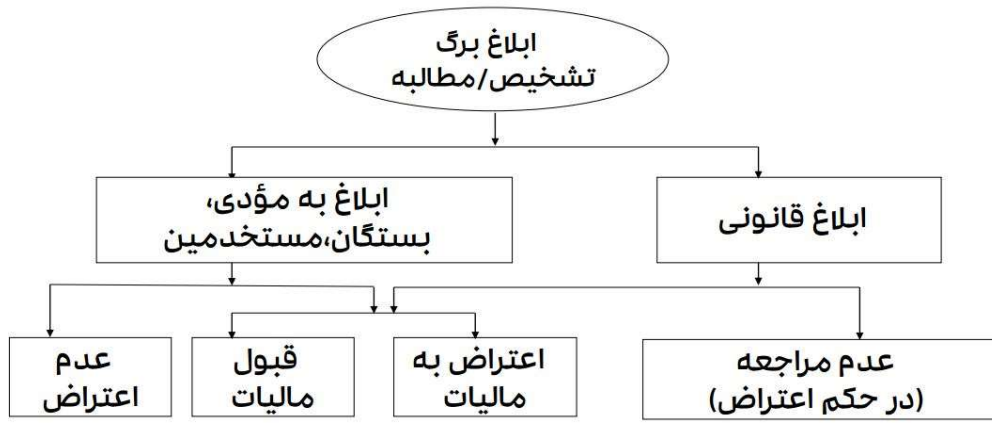 ابلاغ برگ
تشخیص/مطالبه
ابلاغ قانونی
ابلاغ به مؤدی،
بستگان،مستخدمین
عدم مراجعه
(در حکم اعتراض)
اعتراض به
مالیات
قبول
مالیات
عدم
اعتراض